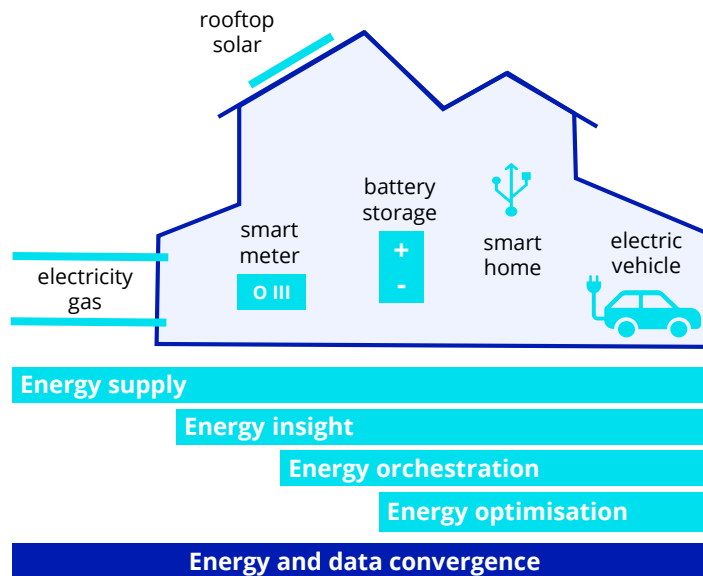 rooftop
solar
battery
storage
smart
meter
smart
home
electric
vehicle
electricity
gas
O III
+
-
Energy supply
Energy insight
Energy orchestration
Energy optimisation
Energy and data convergence